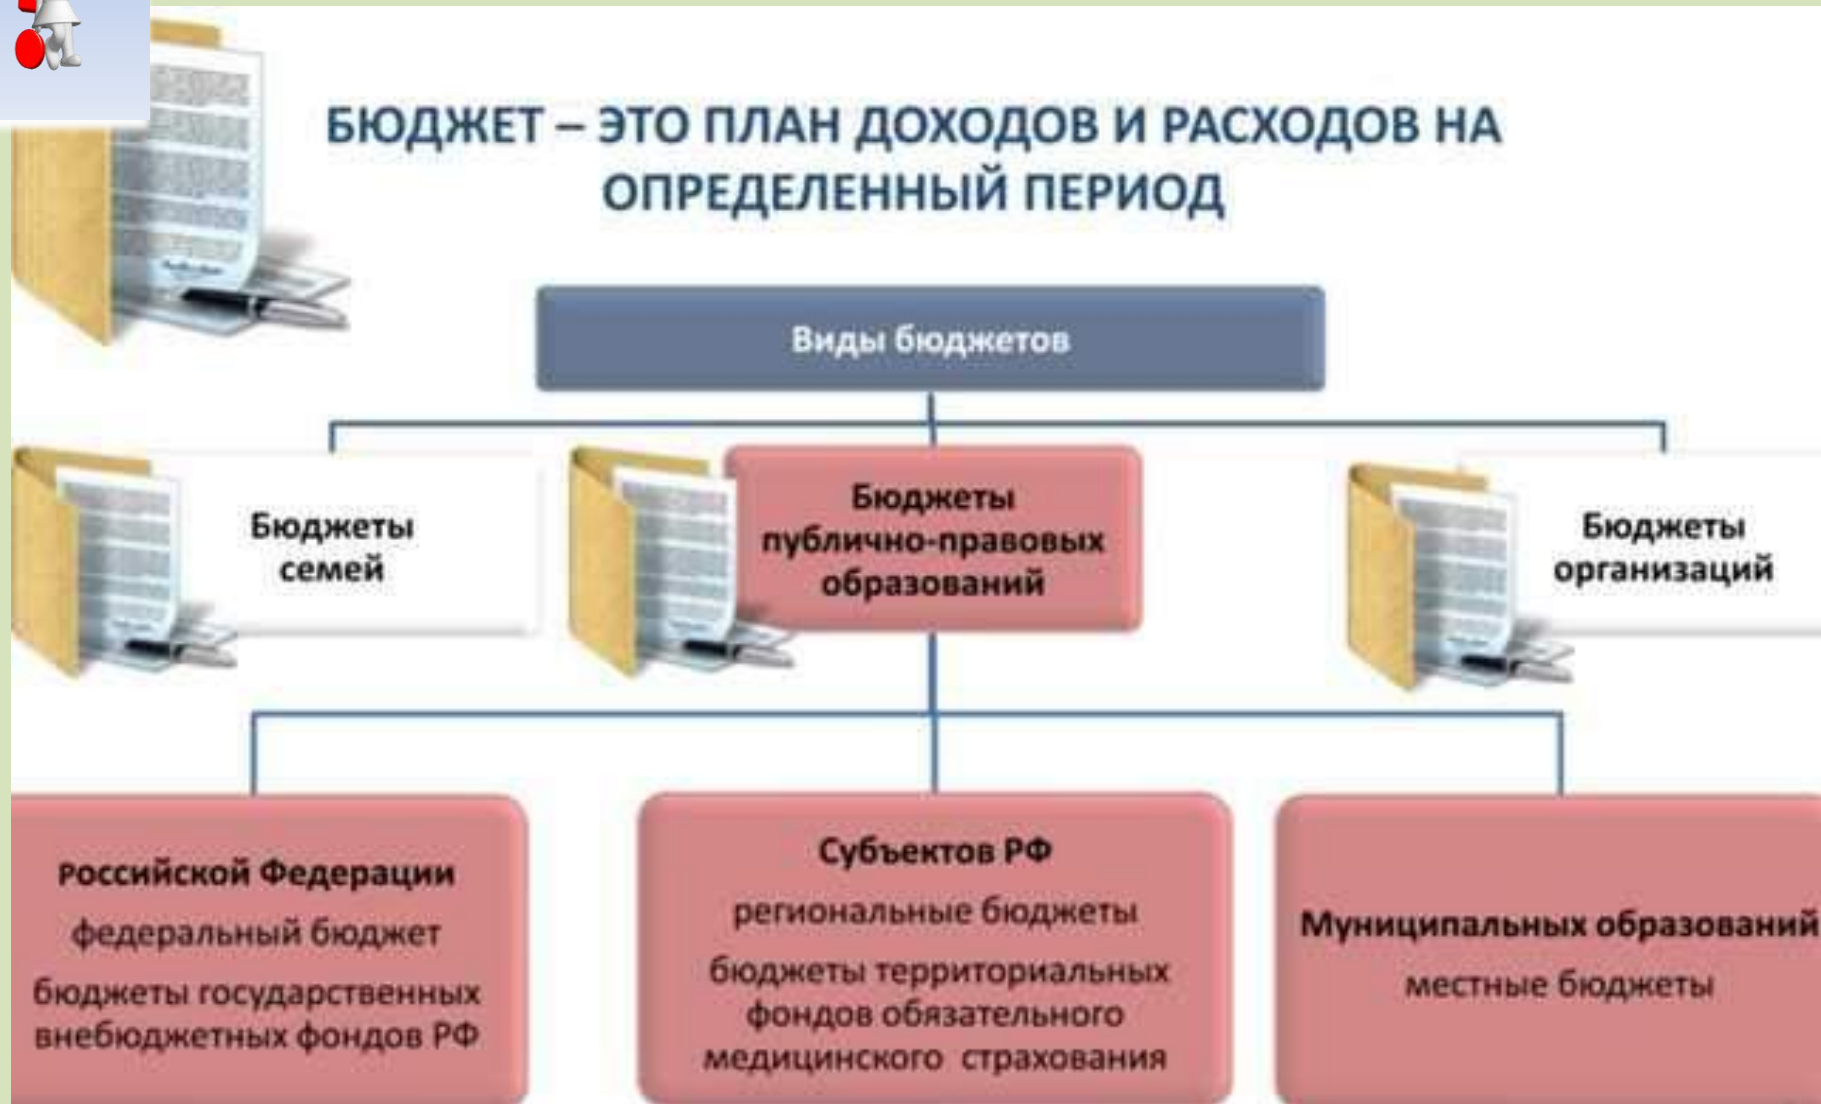 БЮДЖЕТ – ЭТО ПЛАН ДОХОДОВ И РАСХОДОВ НА
ОПРЕДЕЛЕННЫЙ ПЕРИОД
Виды бюджетов
Бюджеты
семей
Бюджеты
публично-правовых
образований
Бюджеты
организаций
Российской Федерации
федеральный бюджет
бюджеты государственных
внебюджетных фондов РФ
Субъектов РФ
региональные бюджеты
бюджеты территориальных
фондов обязательного
медицинского страхования
Муниципальных образований
местные бюджеты